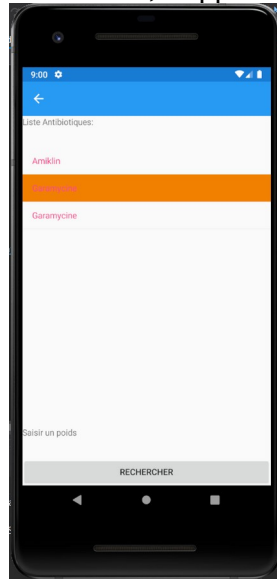 9:00
Liste Antibiotiques:
Amiklin
Garamycine
Saisir un poids
RECHERCHER